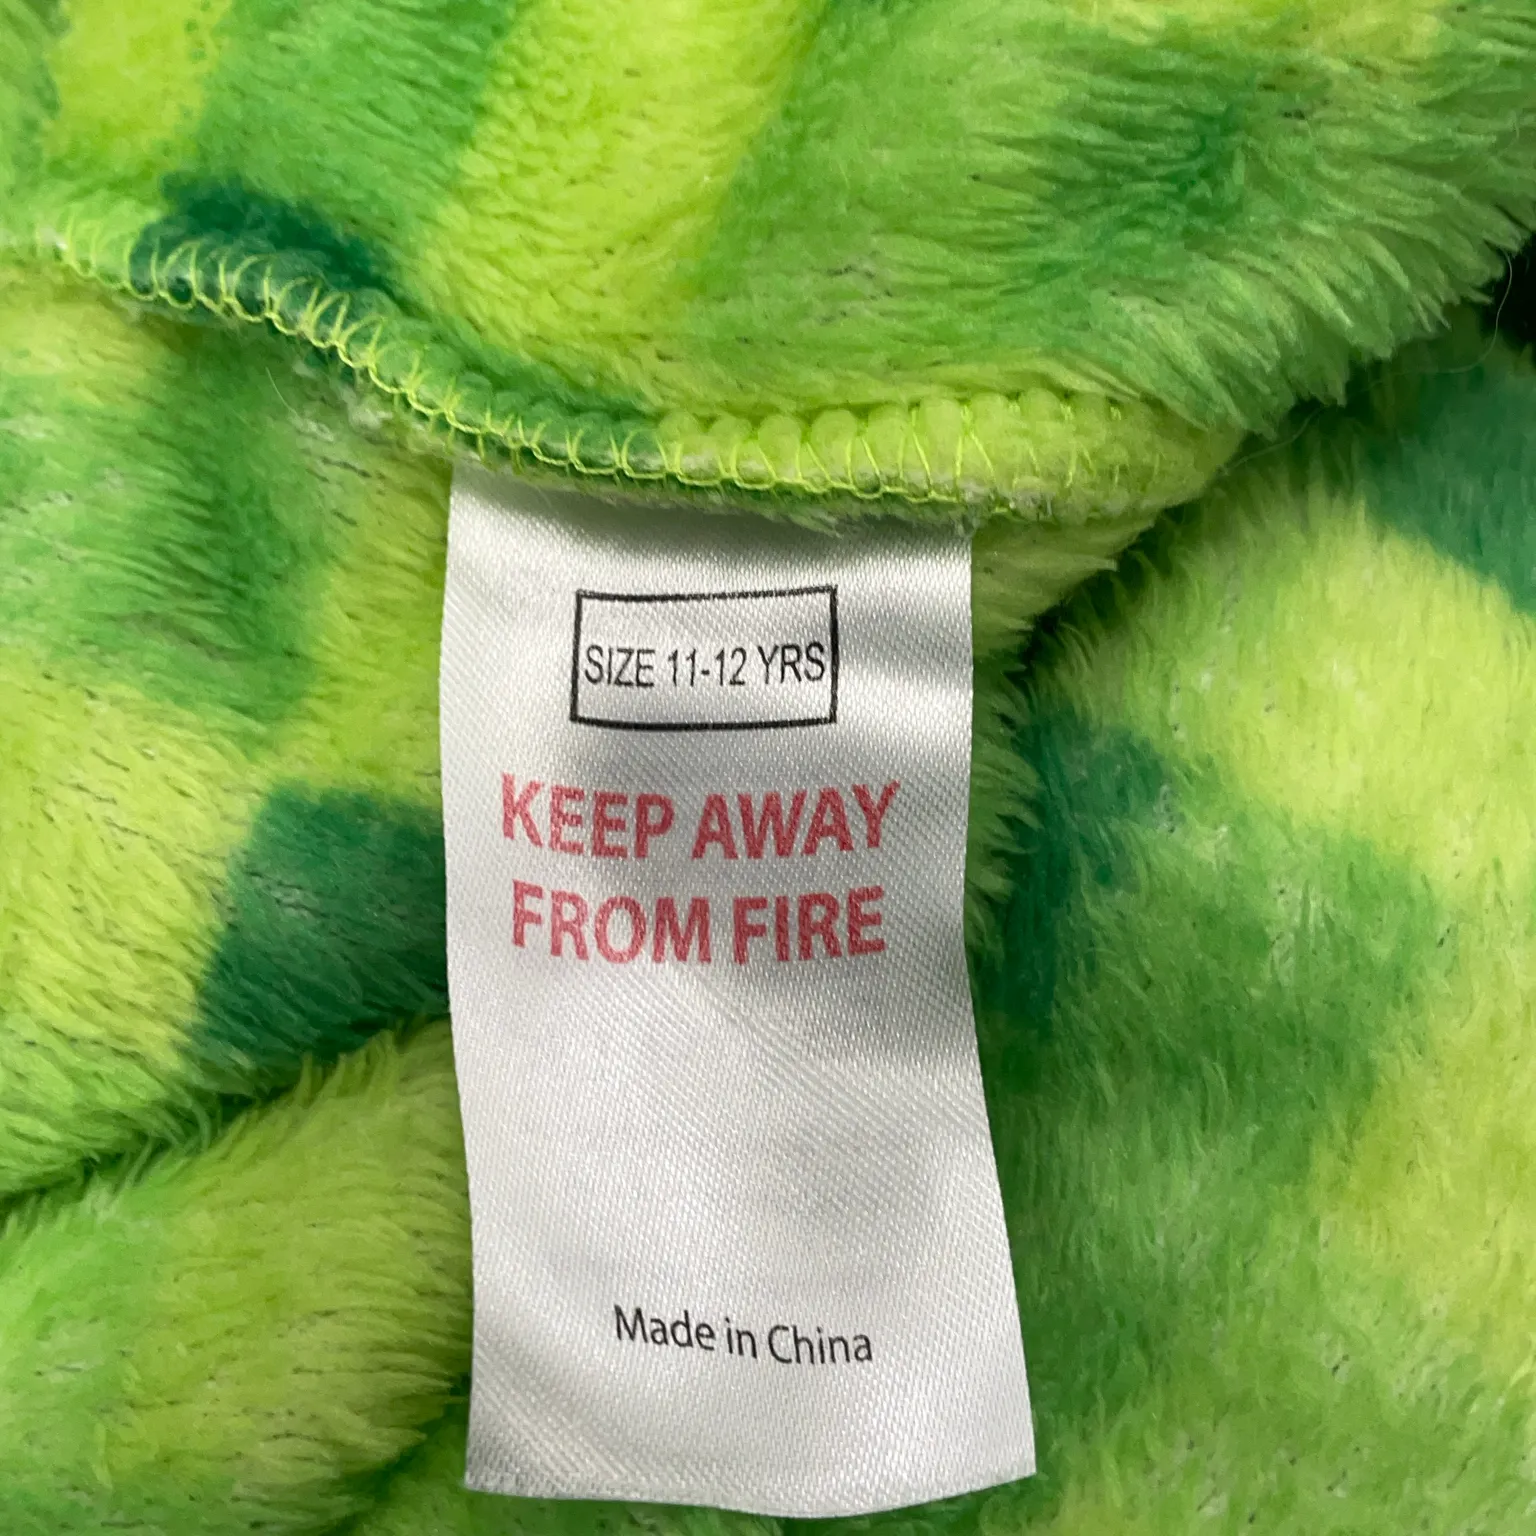 SIZE 11-12 YRS
KEEP AWAY
FROM FIRE
Made in China